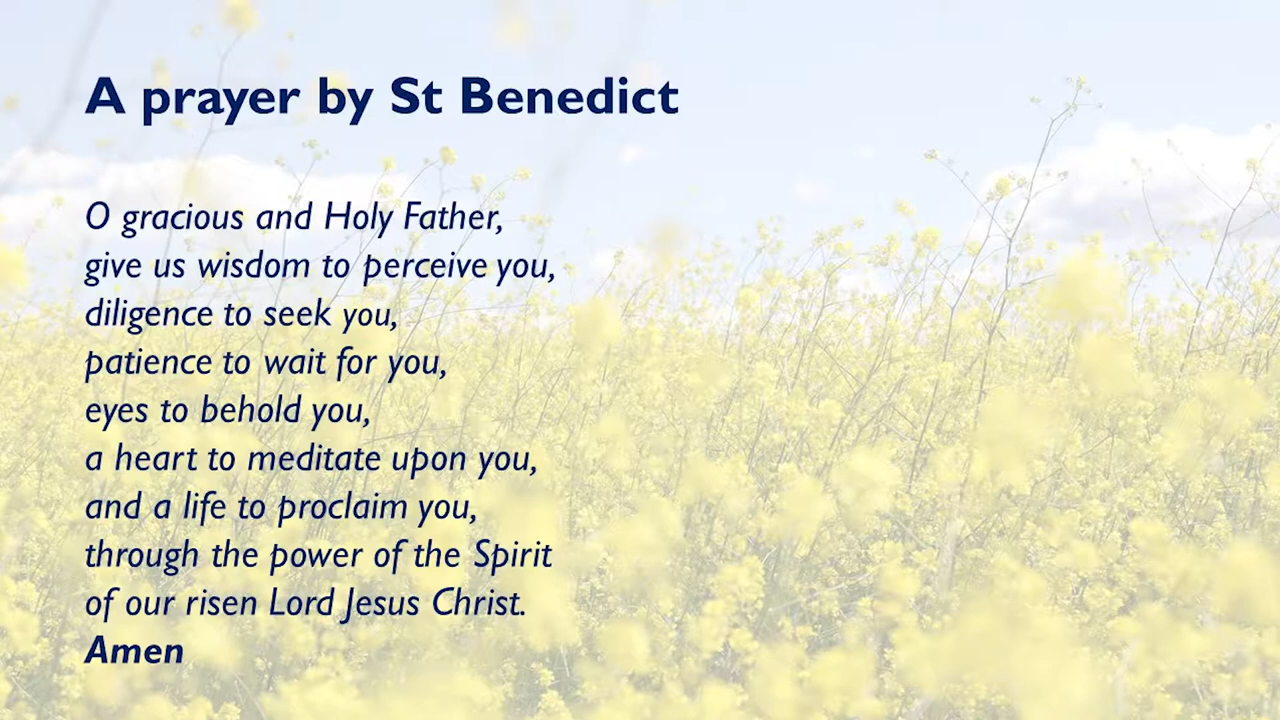 A prayer by St Benedict
O gracious and Holy Father,
give us wisdom to perceive you,
diligence to seek you,
patience to wait for you,
eyes to behold you,
a heart to meditate upon you,
and a life to proclaim you,
through the power of the Spirit
of our risen Lord Jesus Christ.
Amen